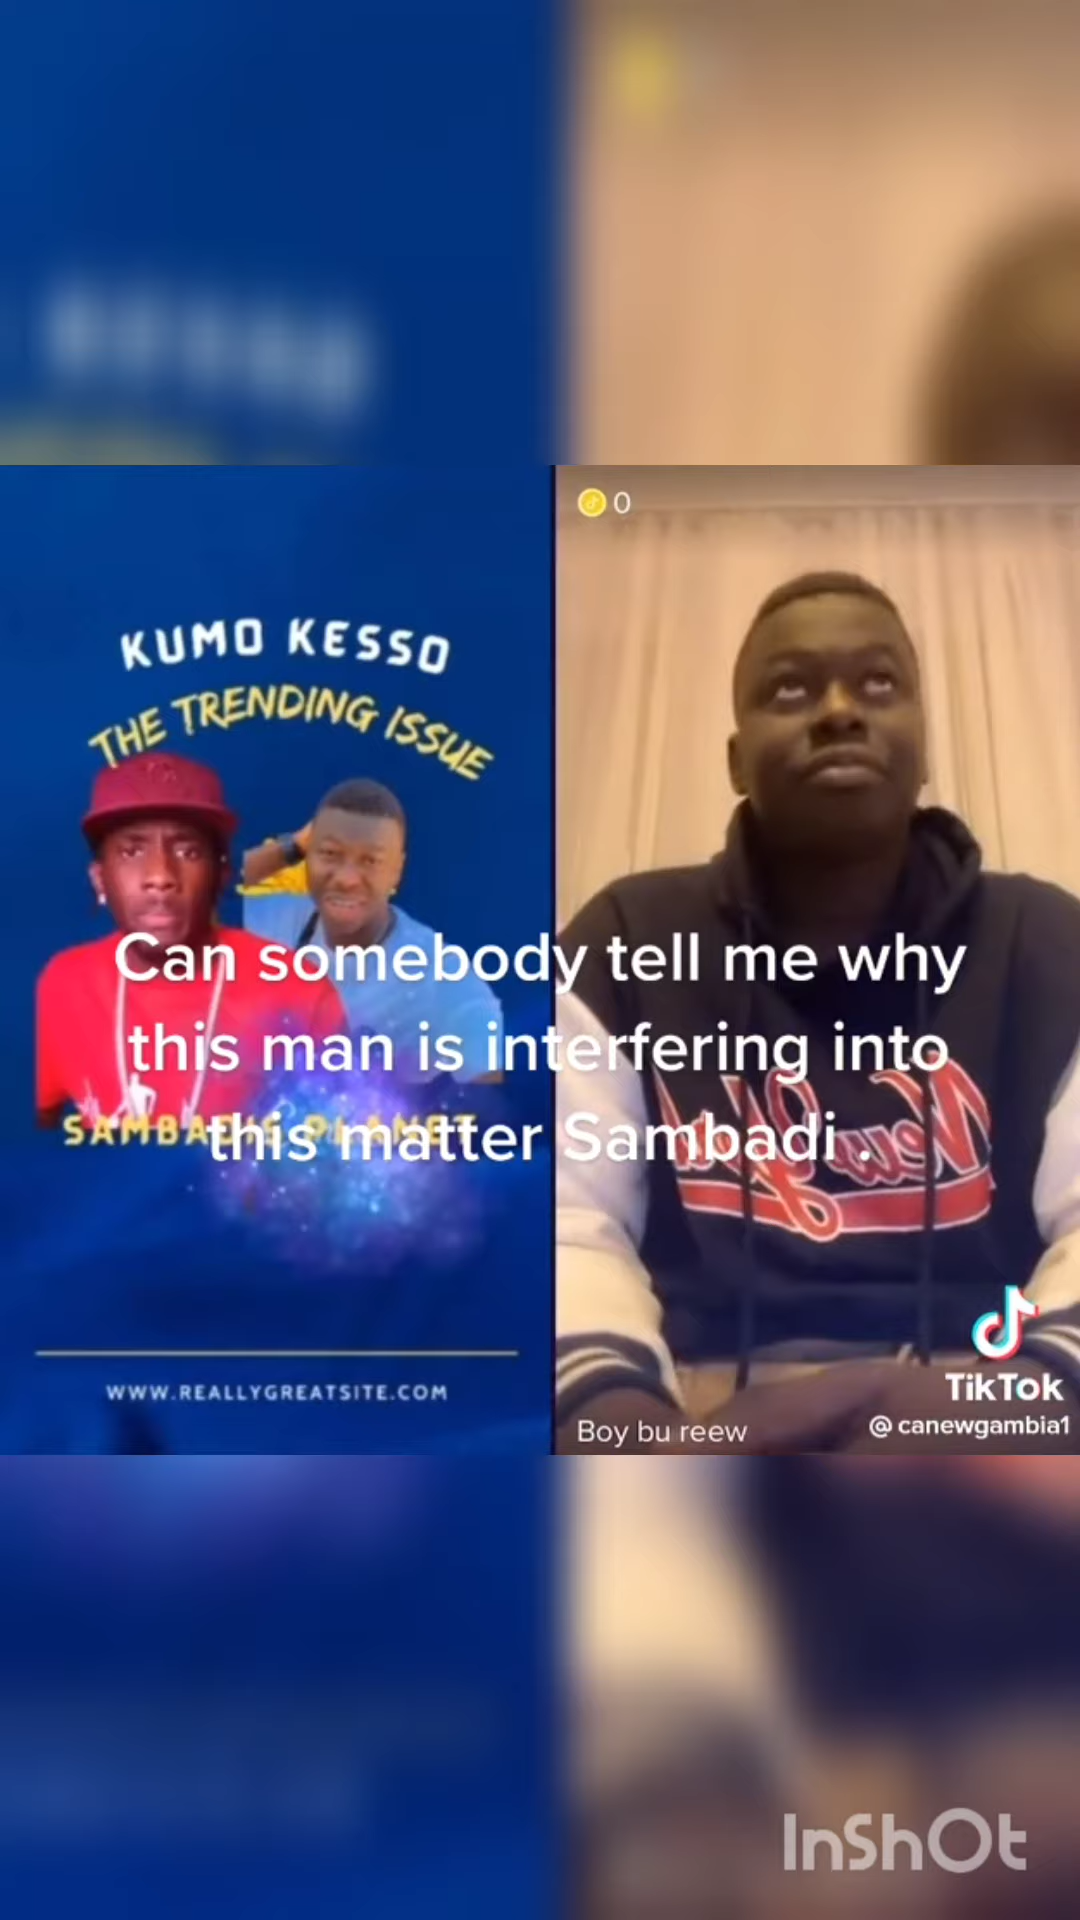 KUMO KESSO
THE TRENDING ISSUE
0
Can somebody tell me why
this man is interfering into
this matter Sambadi .
WWW.REALLYGREATSITE.COM
Boy bu reew
TikTok
@ canewgambia1
InShOt